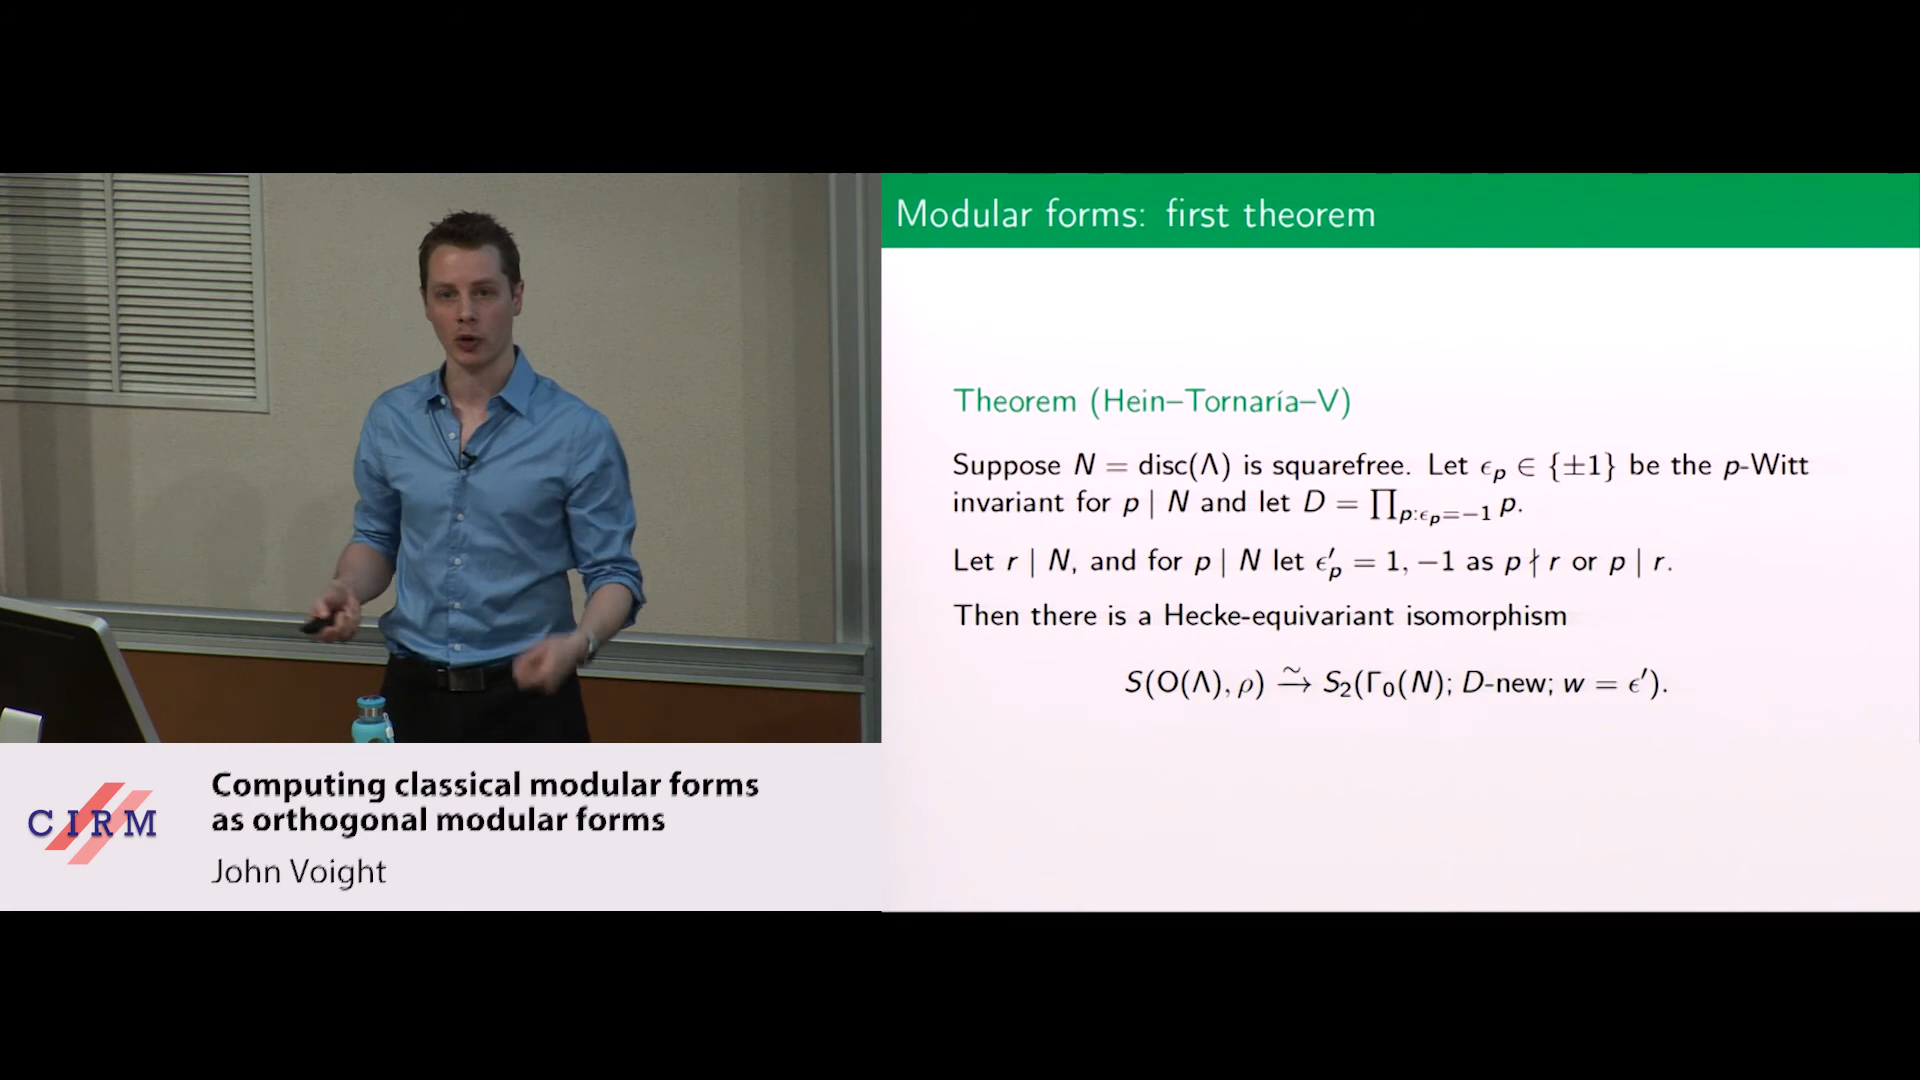 Modular forms: first theorem
Theorem (Hein–Tornaría–V)
Suppose N = disc(Λ) is squarefree. Let ϵ_p ∈ {±1} be the p-Witt
invariant for p | N and let D = ∏_{p:ϵ_p=−1} p.
Let r | N, and for p | N let ϵ′_p = 1, −1 as p ∤ r or p | r.
Then there is a Hecke-equivariant isomorphism
S(O(Λ), ρ) ⥲ S₂(Γ₀(N); D-new; w = ϵ′).
CIRM
Computing classical modular forms
as orthogonal modular forms
John Voight